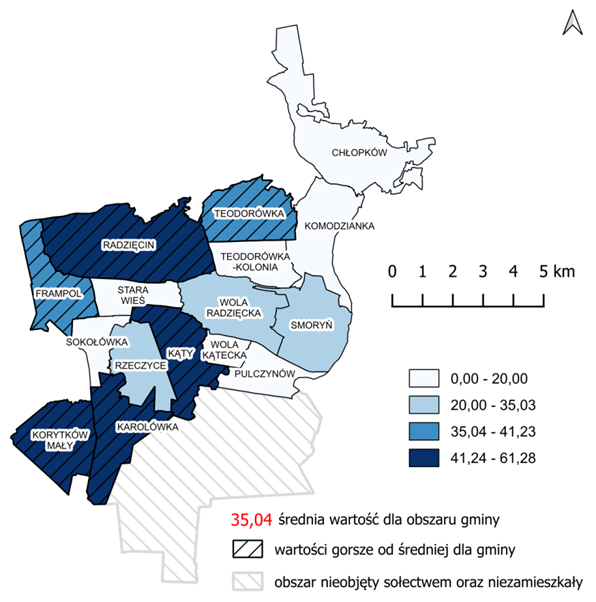 CHŁOPKÓW
TEODORÓWKA
KOMODZIANKA
RADZIĘCIN
TEODORÓWKA
-KOLONIA
0 1 2 3 4 5 km
FRAMPOL
STARA
WIEŚ
WOLA
RADZIĘCKA
SMORYŃ
SOKOŁÓWKA
KĄTY
WOLA
KĄTECKA
RZECZYCE
PULCZYNÓW
0,00 - 20,00
20,00 - 35,03
35,04 - 41,23
41,24 - 61,28
KORYTKÓW
MAŁY
KAROLÓWKA
35,04 średnia wartość dla obszaru gminy
wartości gorsze od średniej dla gminy
obszar nieobjęty sołectwem oraz niezamieszkały